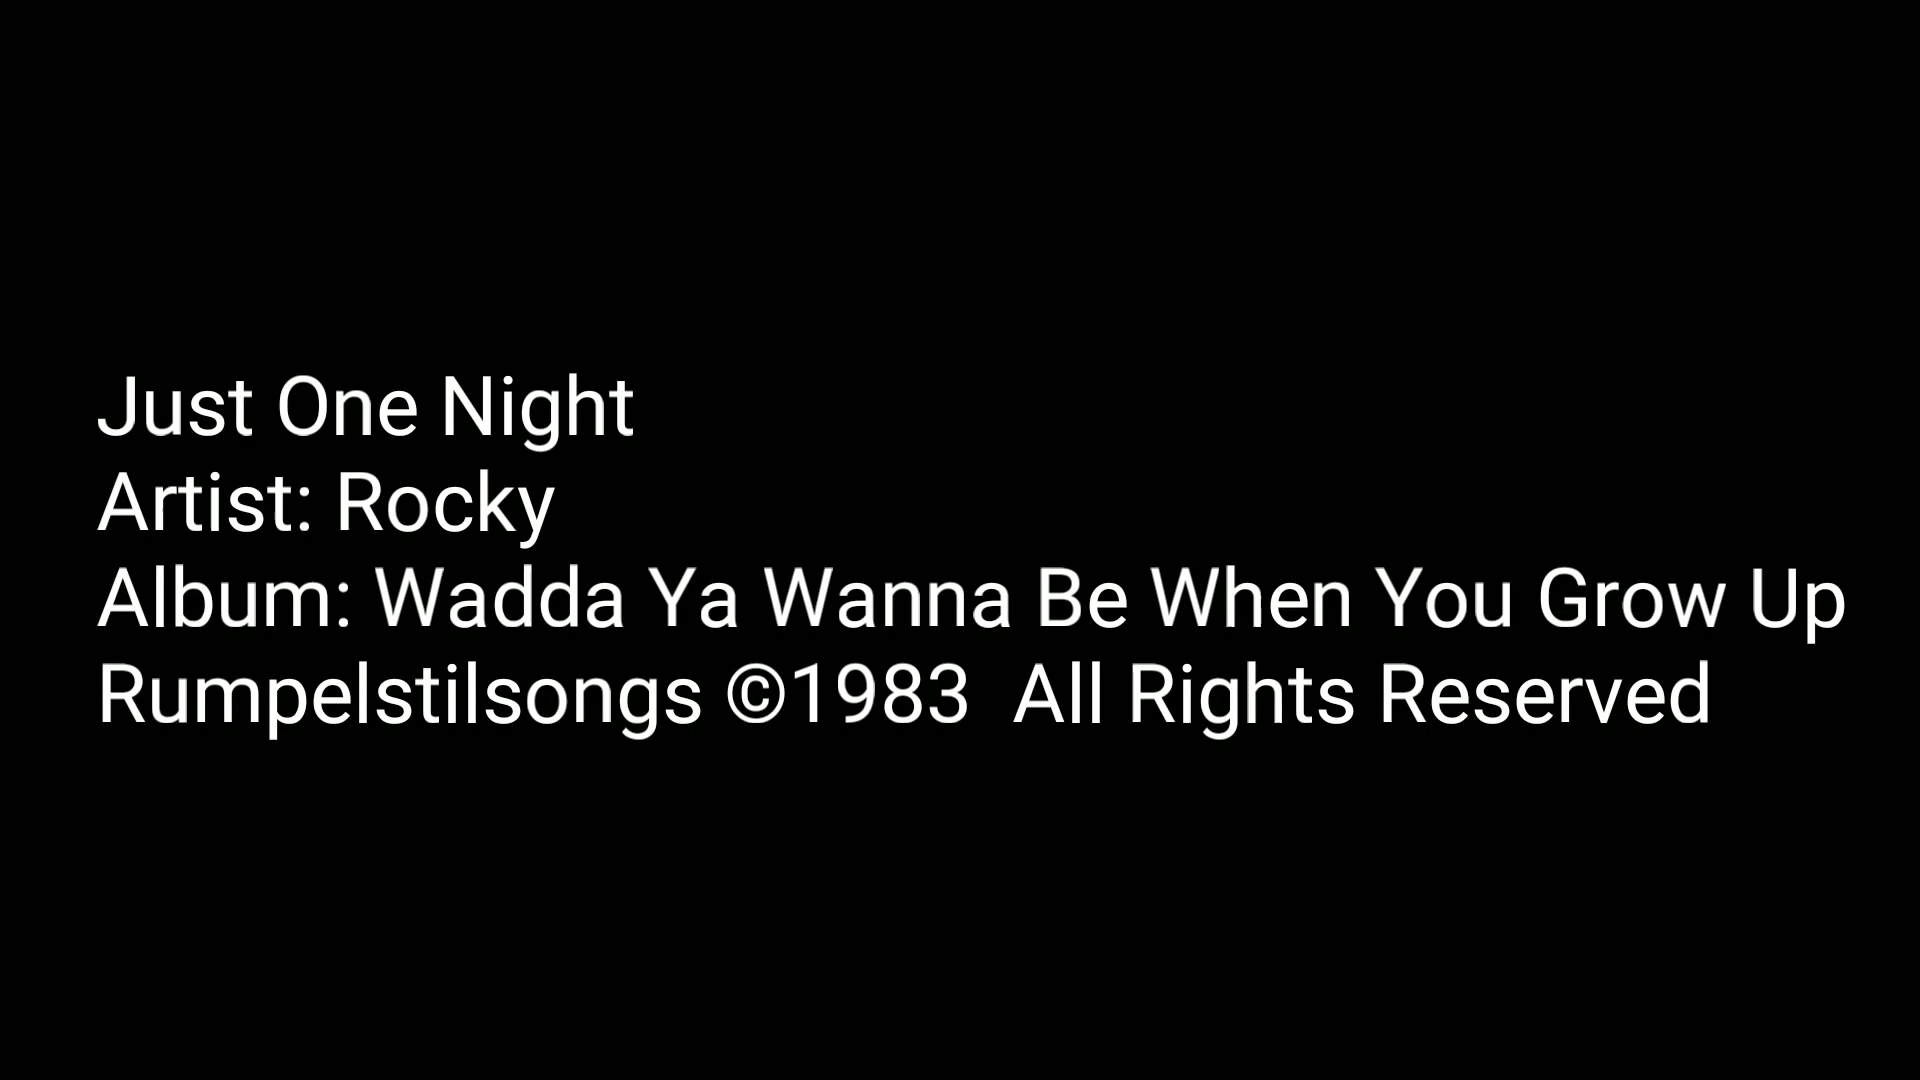 Just One Night
Artist: Rocky
Album: Wadda Ya Wanna Be When You Grow Up
Rumpelstilsongs ©1983  All Rights Reserved